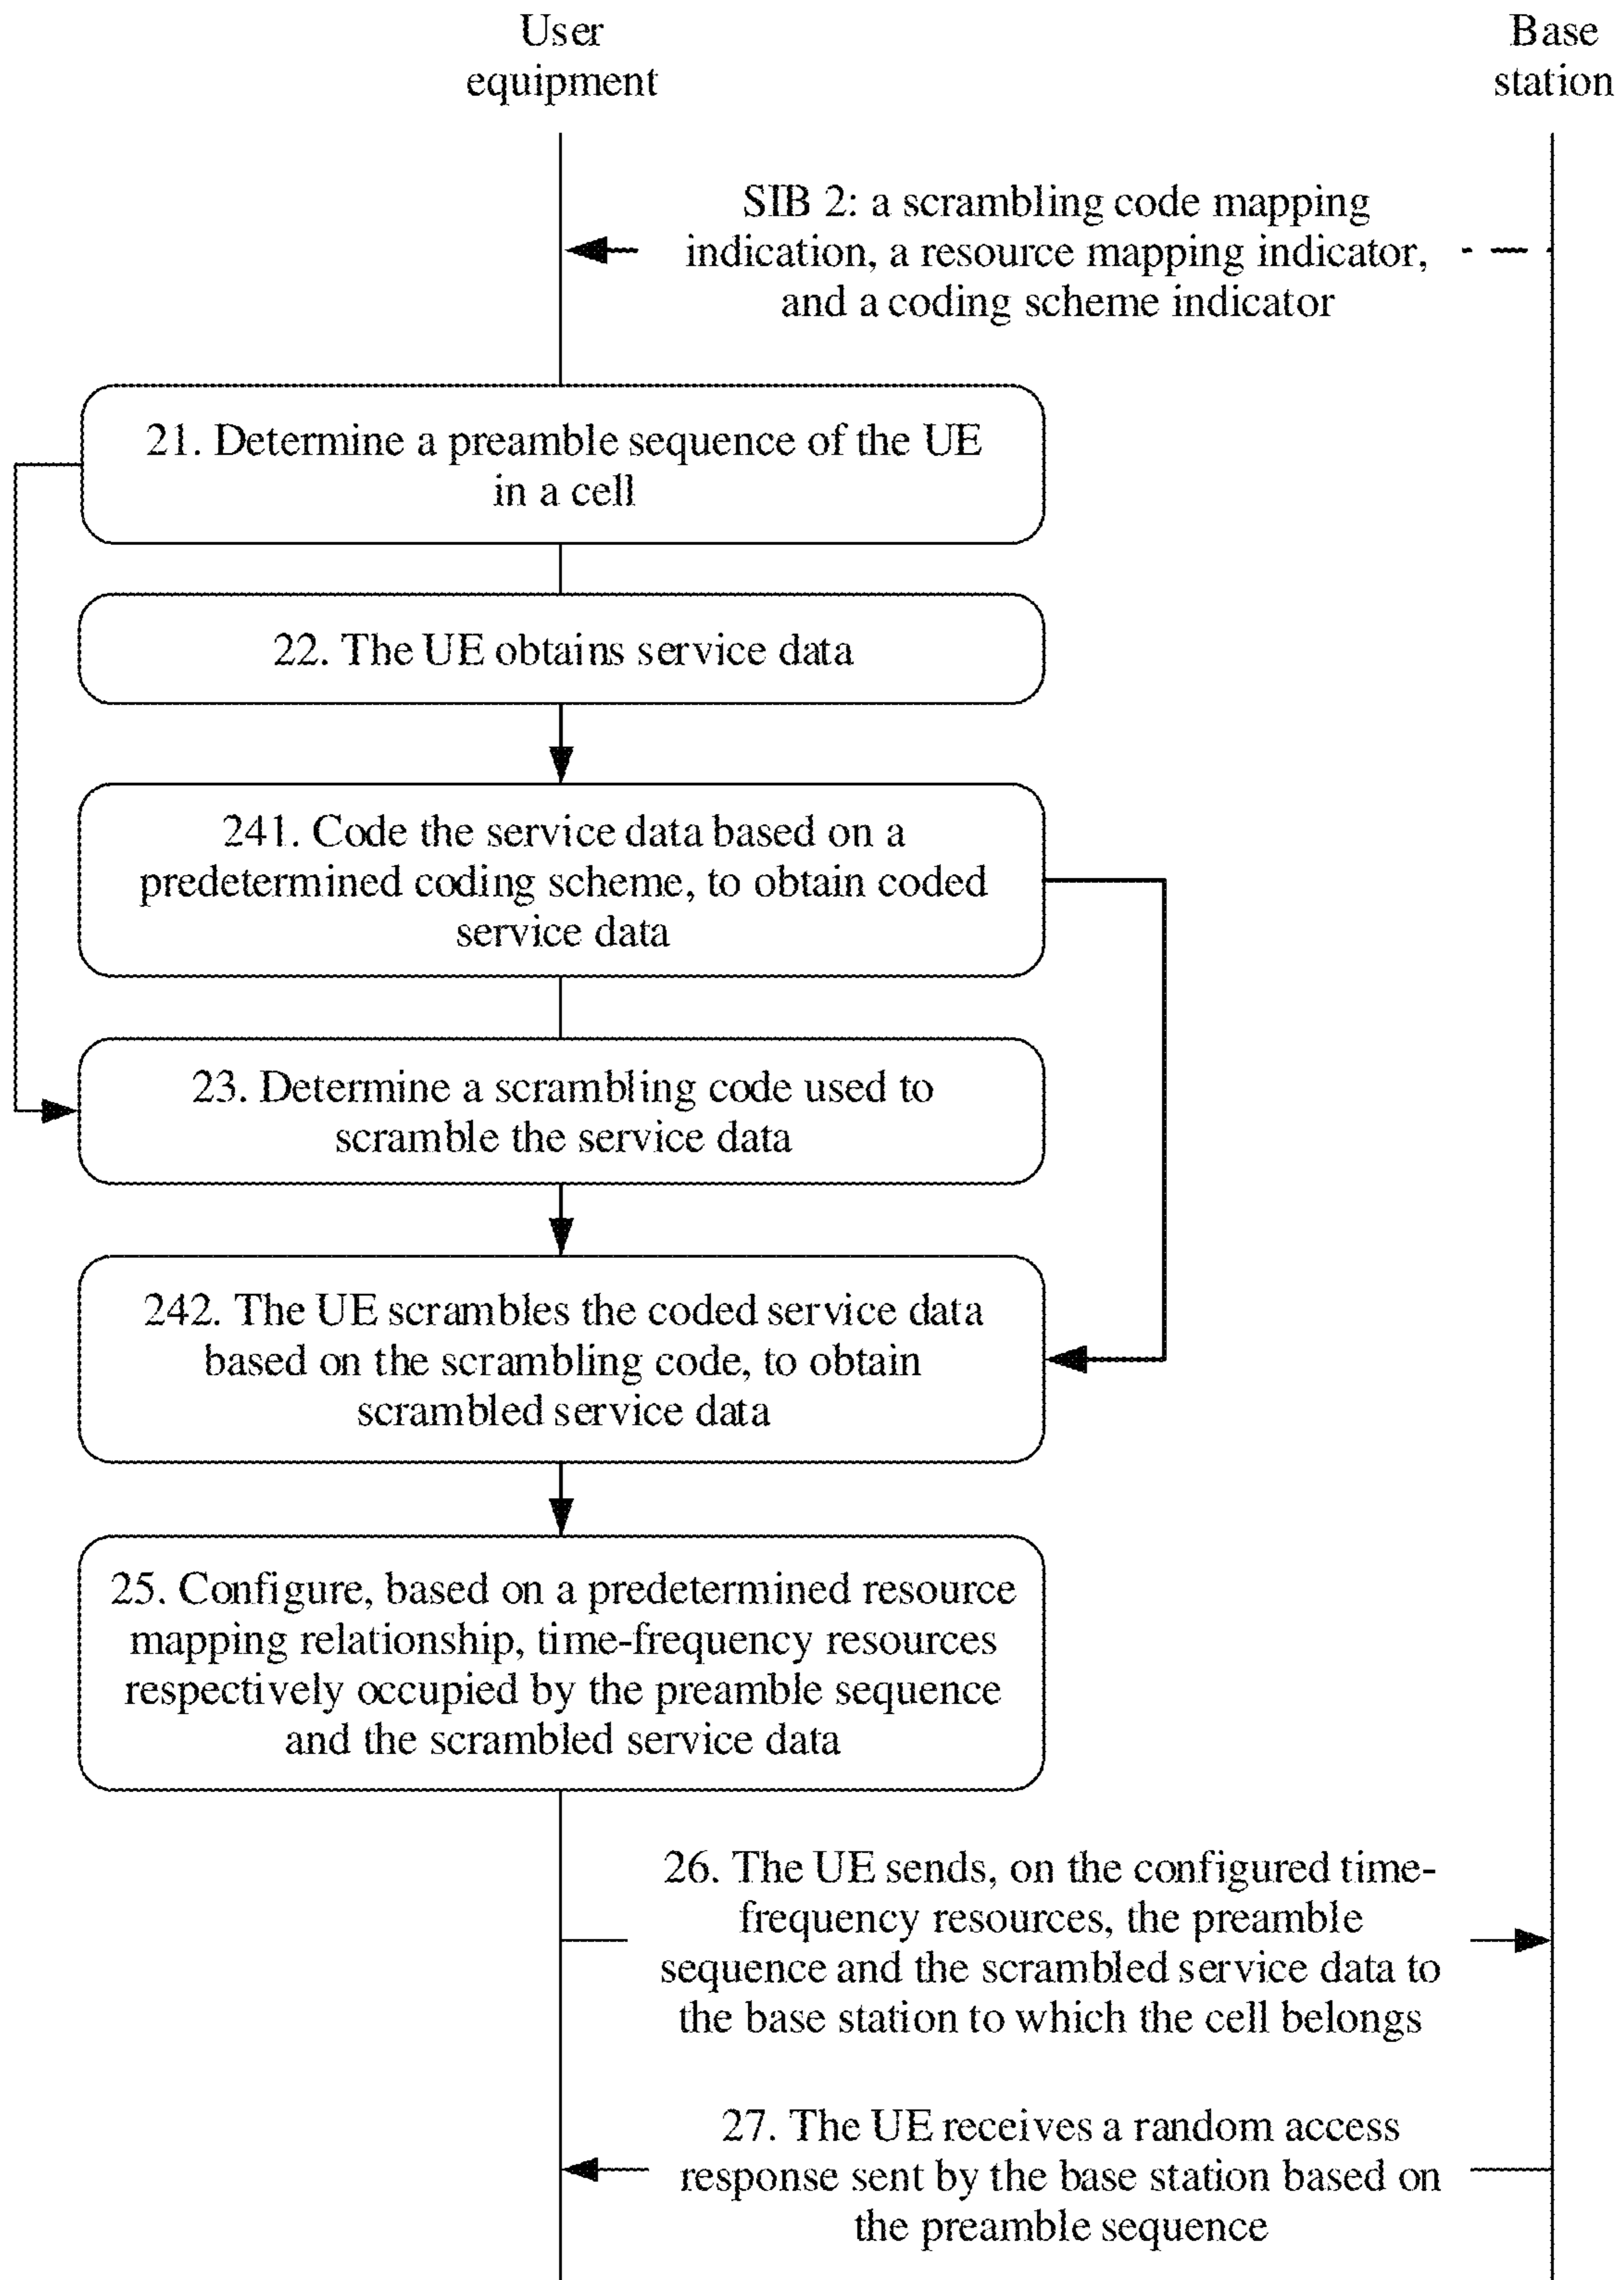 User
equipment
Base
station
SIB 2: a scrambling code mapping
indication, a resource mapping indicator,
and a coding scheme indicator
21. Determine a preamble sequence of the UE
in a cell
22. The UE obtains service data
241. Code the service data based on a
predetermined coding scheme, to obtain coded
service data
23. Determine a scrambling code used to
scramble the service data
242. The UE scrambles the coded service data
based on the scrambling code, to obtain
scrambled service data
25. Configure, based on a predetermined resource
mapping relationship, time-frequency resources
respectively occupied by the preamble sequence
and the scrambled service data
26. The UE sends, on the configured time-
frequency resources, the preamble
sequence and the scrambled service data to
the base station to which the cell belongs
27. The UE receives a random access
response sent by the base station based on
the preamble sequence